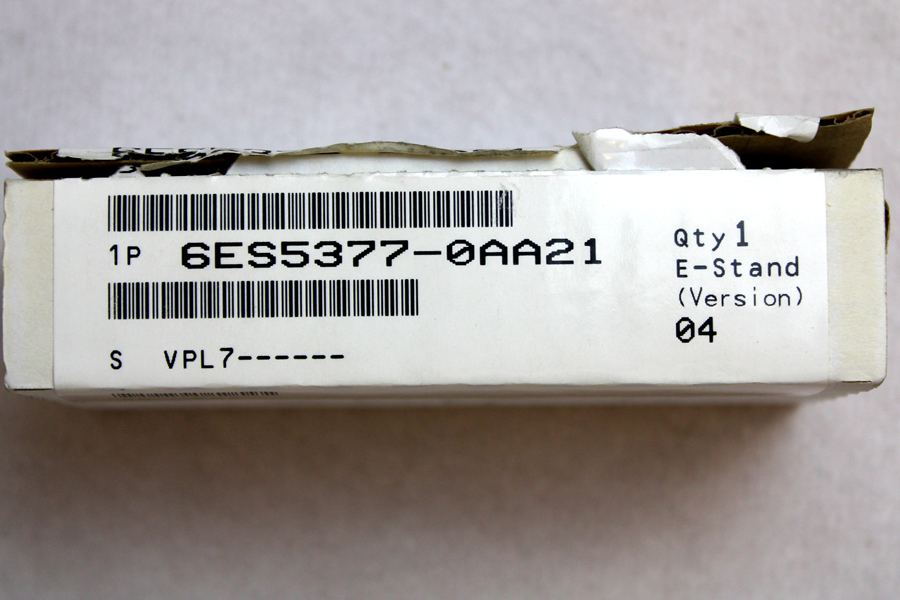 1P 6ES5377-0AA21
S VPL7------
Qty 1
E-Stand
(Version)
04